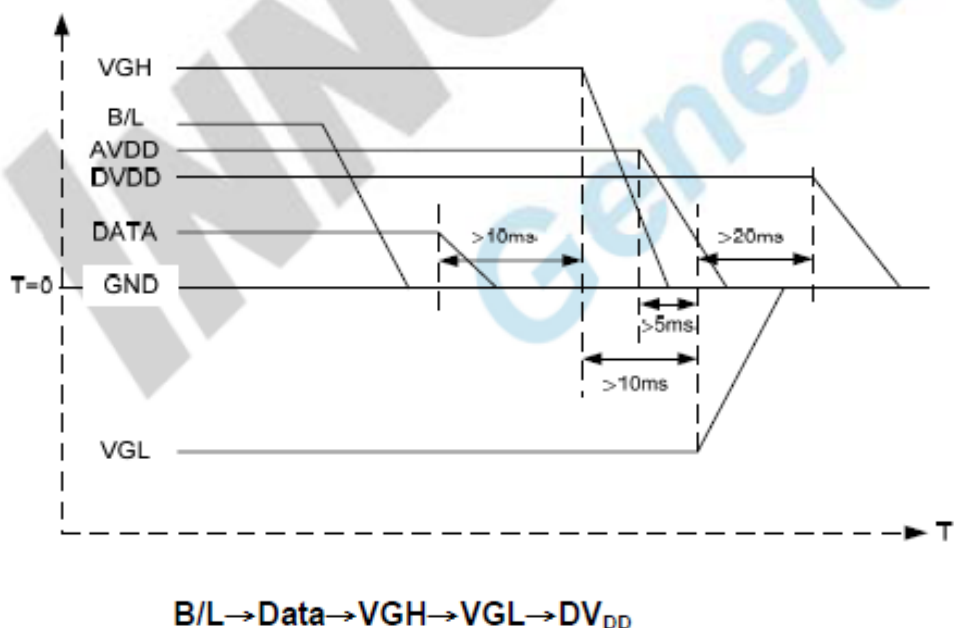 VGH
B/L
AVDD
DVDD
DATA
>10ms
>20ms
T=0
GND
>5ms
>10ms
VGL
T
B/L→Data→VGH→VGL→DVDD